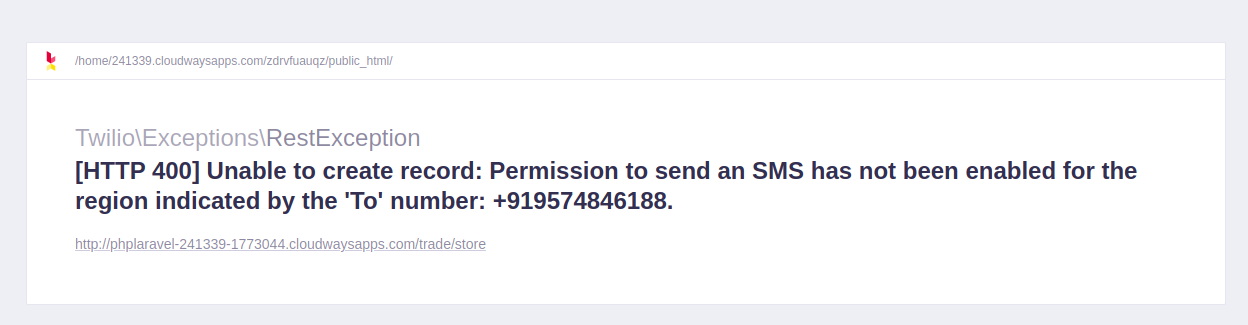 /home/241339.cloudwaysapps.com/zdrvfuauqz/public_html/
Twilio\Exceptions\RestException
[HTTP 400] Unable to create record: Permission to send an SMS has not been enabled for the
region indicated by the 'To' number: +919574846188.
http://phplaravel-241339-1773044.cloudwaysapps.com/trade/store